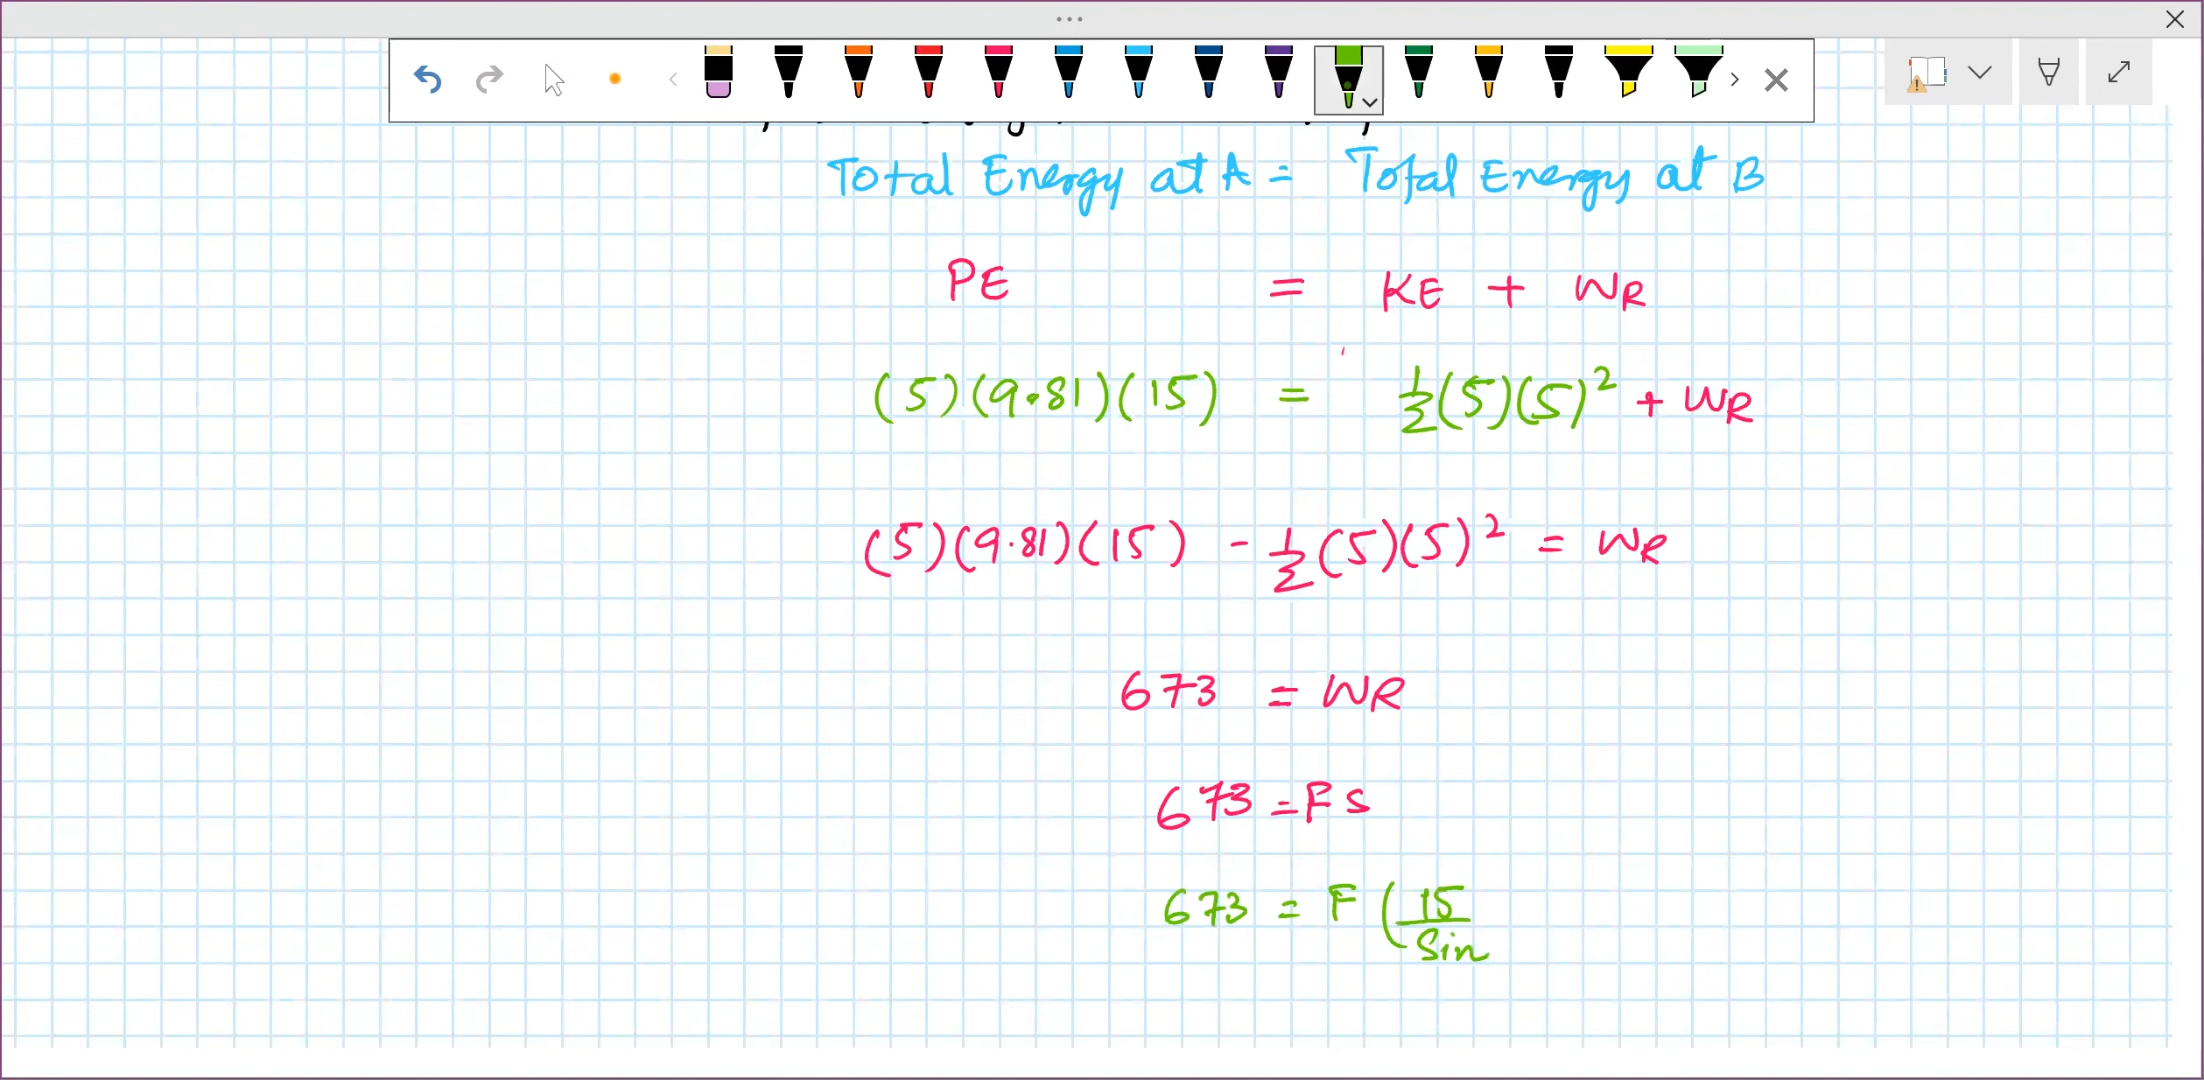 Total Energy at A = Total Energy at B
PE = KE + WR
(5)(9.81)(15) = ½(5)(5)² + WR
(5)(9.81)(15) - ½(5)(5)² = WR
673 = WR
673 = F S
673 = F (15/Sin